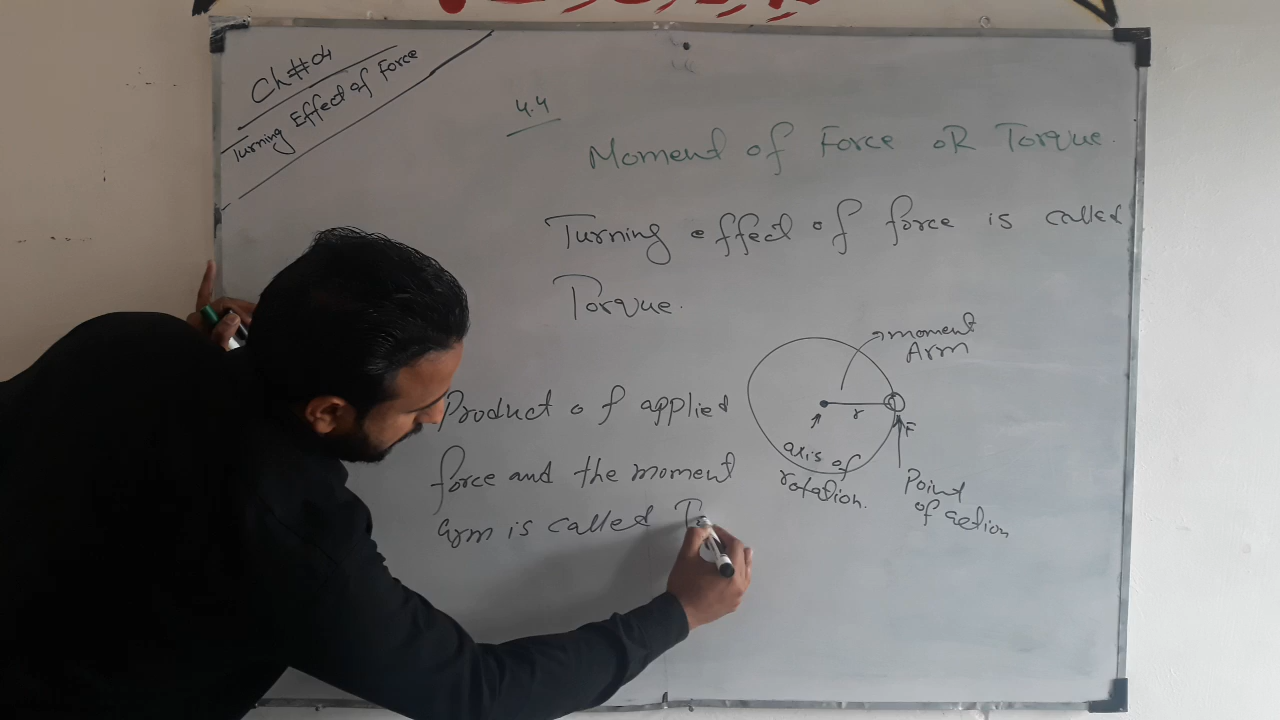 Ch#04
Turning Effect of Force
4.4
Moment of Force OR Torque.
Turning effect of force is called
Torque.
moment
Arm
r
F
axis of
rotation.
Point
of action
Product of applied
force and the moment
arm is called To